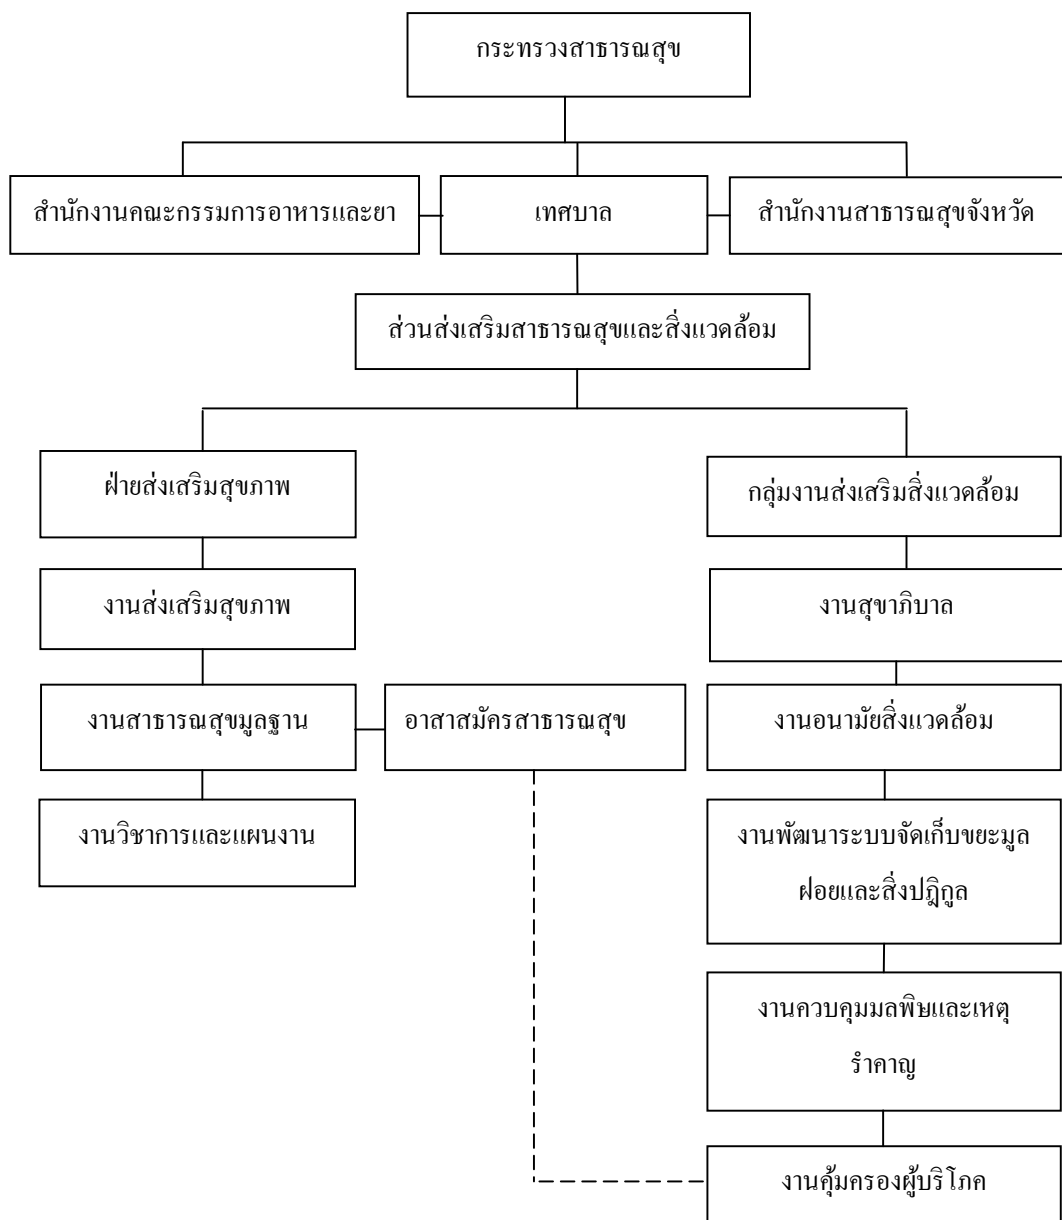 กระทรวงสาธารณสุข
สำนักงานคณะกรรมการอาหารและยา
เทศบาล
สำนักงานสาธารณสุขจังหวัด
ส่วนส่งเสริมสาธารณสุขและสิ่งแวดล้อม
ฝ่ายส่งเสริมสุขภาพ
กลุ่มงานส่งเสริมสิ่งแวดล้อม
งานส่งเสริมสุขภาพ
งานสุขาภิบาล
งานสาธารณสุขมูลฐาน
อาสาสมัครสาธารณสุข
งานอนามัยสิ่งแวดล้อม
งานวิชาการและแผนงาน
งานพัฒนาระบบจัดเก็บขยะมูล
ฝอยและสิ่งปฎิกูล
งานควบคุมมลพิษและเหตุ
รำคาญ
งานคุ้มครองผู้บริโภค